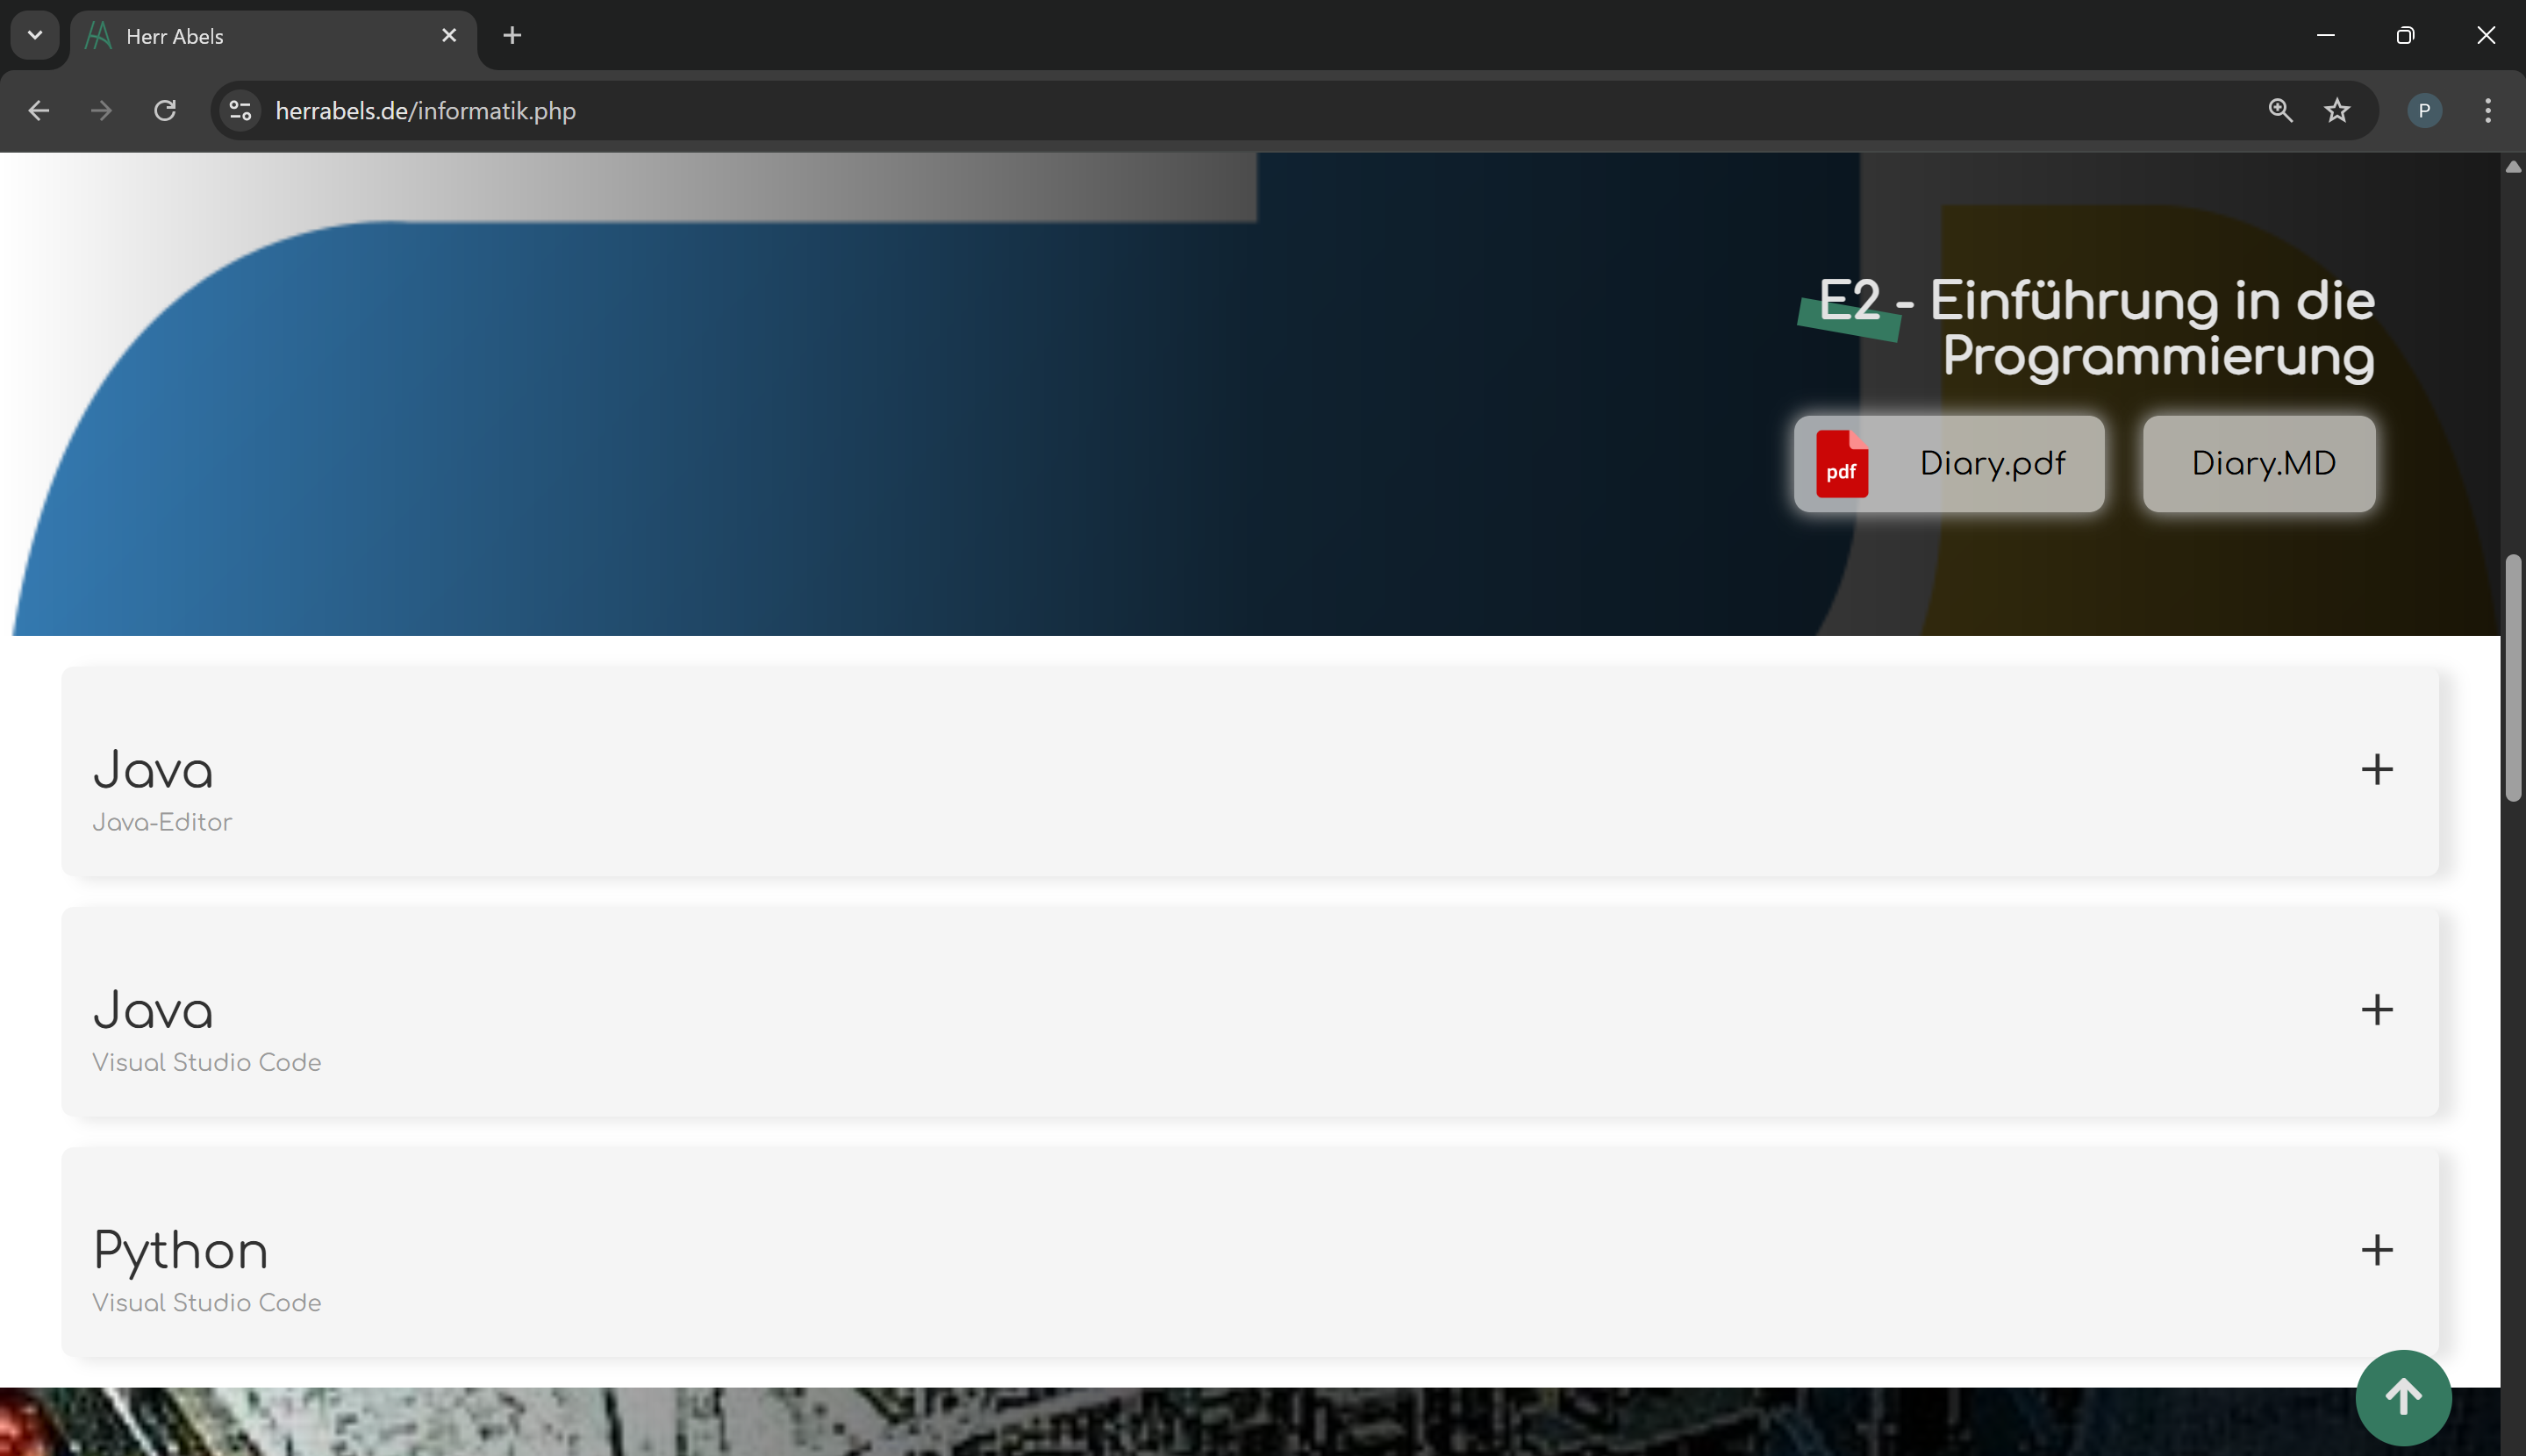 Herr Abels
herrabels.de/informatik.php
P
E2 - Einführung in die
Programmierung
pdf
Diary.pdf
Diary.MD
Java
Java-Editor
Java
Visual Studio Code
Python
Visual Studio Code